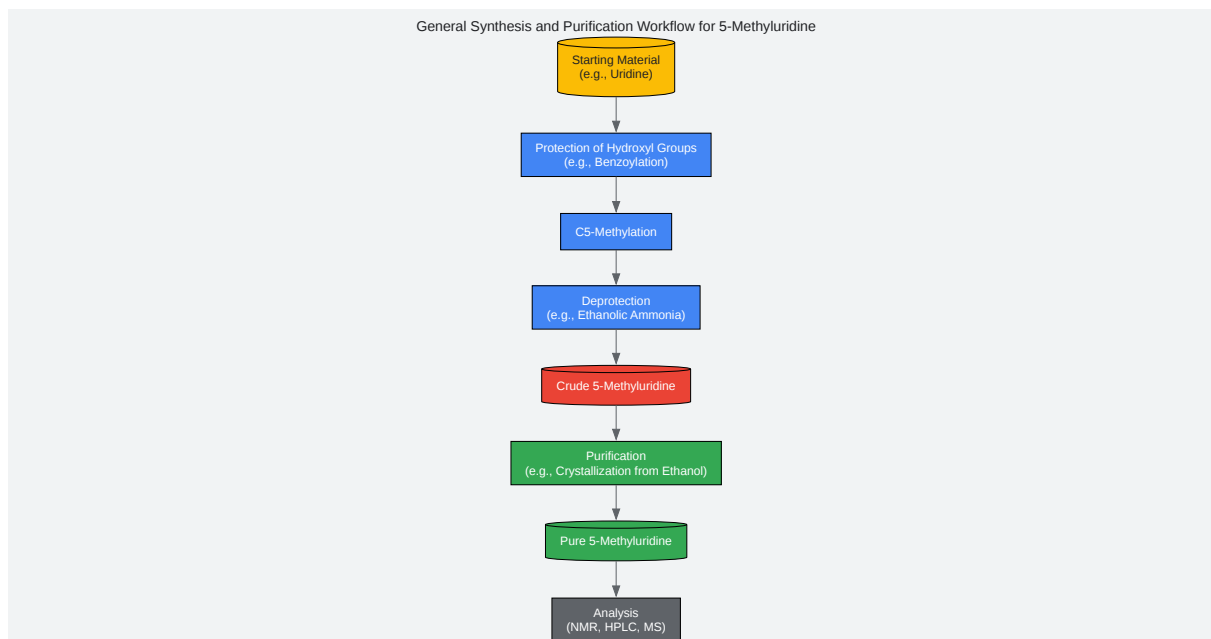 General Synthesis and Purification Workflow for 5-Methyluridine
Starting Material
(e.g., Uridine)
Protection of Hydroxyl Groups
(e.g., Benzoylation)
C5-Methylation
Deprotection
(e.g., Ethanolic Ammonia)
Crude 5-Methyluridine
Purification
(e.g., Crystallization from Ethanol)
Pure 5-Methyluridine
Analysis
(NMR, HPLC, MS)